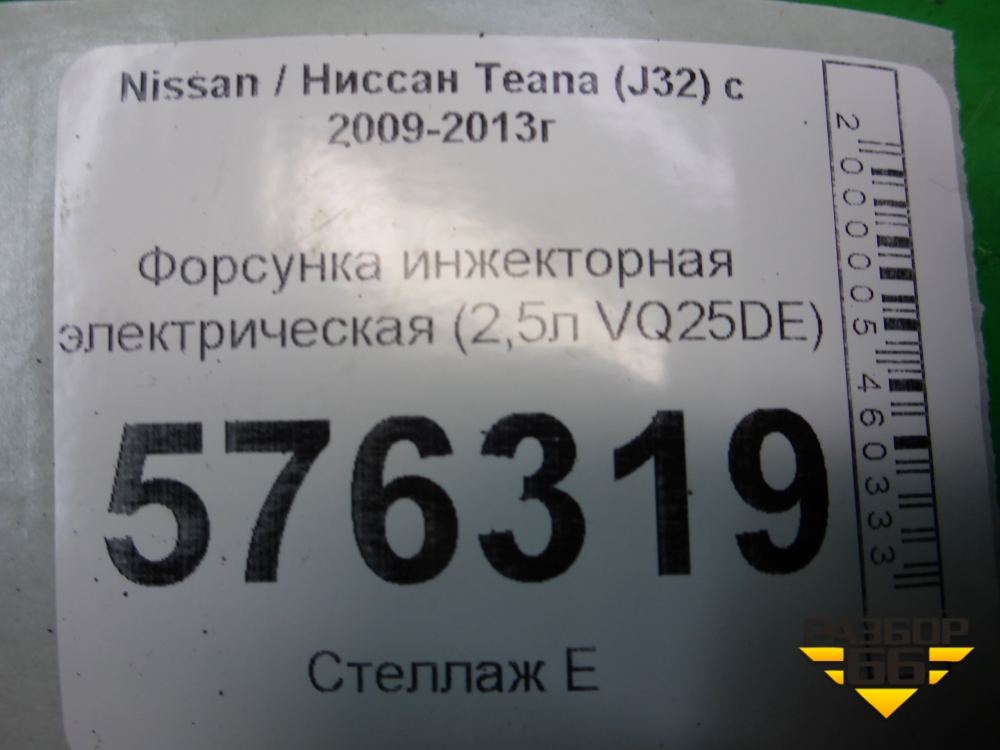 Nissan / Ниссан Teana (J32) с
2009-2013г
Форсунка инжекторная
электрическая (2,5л VQ25DE)
576319
Стеллаж Е
2000005460333
РАЗБОР
66